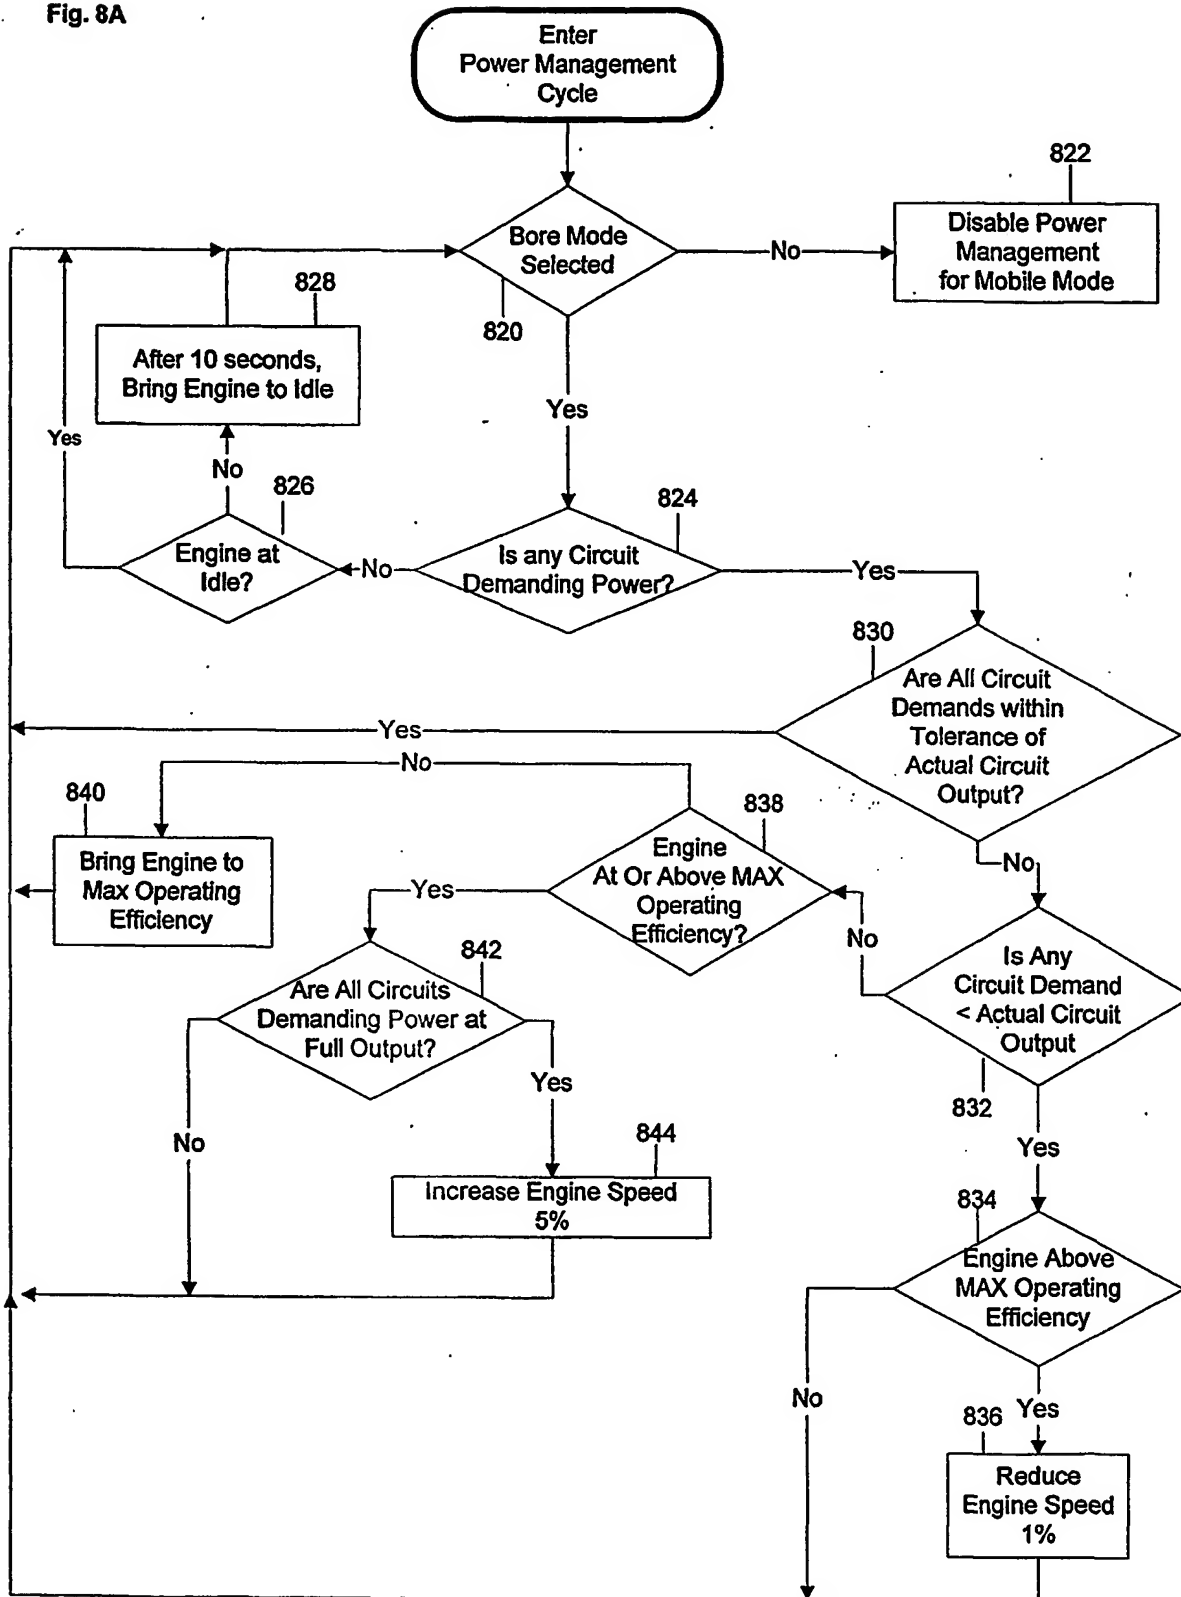 Fig. 8A
Enter
Power Management
Cycle
822
Bore Mode
Selected
No
Disable Power
Management
for Mobile Mode
820
828
After 10 seconds,
Bring Engine to Idle
Yes
Yes
No
826
824
Engine at
Idle?
No
Is any Circuit
Demanding Power?
Yes
830
Are All Circuit
Demands within
Tolerance of
Actual Circuit
Output?
Yes
No
No
840
Bring Engine to
Max Operating
Efficiency
838
Engine
At Or Above MAX
Operating
Efficiency?
Yes
No
Is Any
Circuit Demand
< Actual Circuit
Output
832
842
Are All Circuits
Demanding Power at
Full Output?
Yes
No
Yes
844
Increase Engine Speed
5%
834
Engine Above
MAX Operating
Efficiency
No
Yes
836
Reduce
Engine Speed
1%